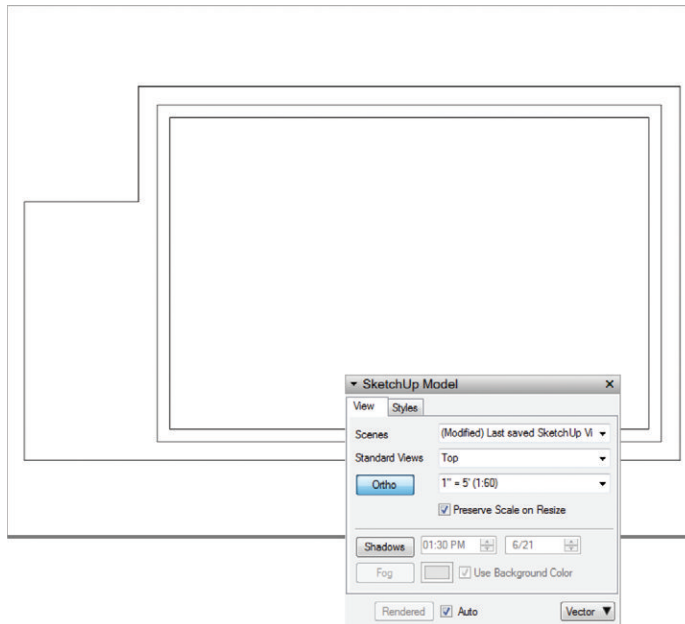 SketchUp Model
View Styles
Scenes (Modified) Last saved SketchUp Vi
Standard Views Top
Ortho 1" = 5' (1:60)
Preserve Scale on Resize
Shadows 01:30 PM 6/21
Fog Use Background Color
Rendered Auto Vector